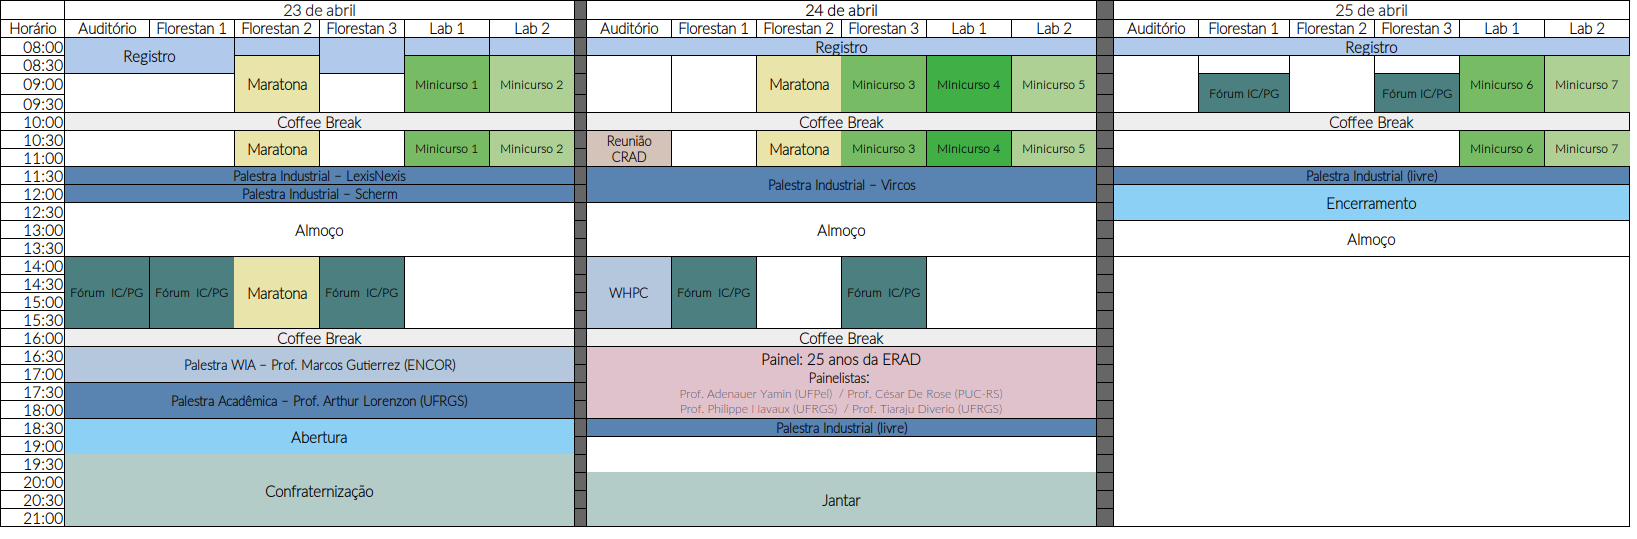 23 de abril 24 de abril 25 de abril
Horário Auditório Florestan 1 Florestan 2 Florestan 3 Lab 1 Lab 2 Auditório Florestan 1 Florestan 2 Florestan 3 Lab 1 Lab 2 Auditório Florestan 1 Florestan 2 Florestan 3 Lab 1 Lab 2
08:00 Registro Registro
Registro
08:30
09:00 Maratona Minicurso 1 Minicurso 2 Maratona Minicurso 3 Minicurso 4 Minicurso 5 Minicurso 6 Minicurso 7
Fórum IC/PG Fórum IC/PG
09:30
10:00 Coffee Break Coffee Break Coffee Break
10:30 Reunião
Maratona Minicurso 1 Minicurso 2 Maratona Minicurso 3 Minicurso 4 Minicurso 5 Minicurso 6 Minicurso 7
11:00 CRAD
11:30 Palestra Industrial – LexisNexis Palestra Industrial (livre)
Palestra Industrial – Vircos
12:00 Palestra Industrial – Scherm
Encerramento
12:30
13:00 Almoço Almoço
Almoço
13:30
14:00
14:30
Fórum IC/PG Fórum IC/PG Maratona Fórum IC/PG WHPC Fórum IC/PG Fórum IC/PG
15:00
15:30
16:00 Coffee Break Coffee Break
16:30 Painel: 25 anos da ERAD
Palestra WIA – Prof. Marcos Gutierrez (ENCOR)
17:00 Painelistas:
17:30 Prof. Adenauer Yamin (UFPel) / Prof. César De Rose (PUC-RS)
Palestra Acadêmica – Prof. Arthur Lorenzon (UFRGS)
18:00 Prof. Philippe Navaux (UFRGS) / Prof. Tiaraju Diverio (UFRGS)
18:30 Palestra Industrial (livre)
Abertura
19:00
19:30
20:00
Confraternização
20:30 Jantar
21:00